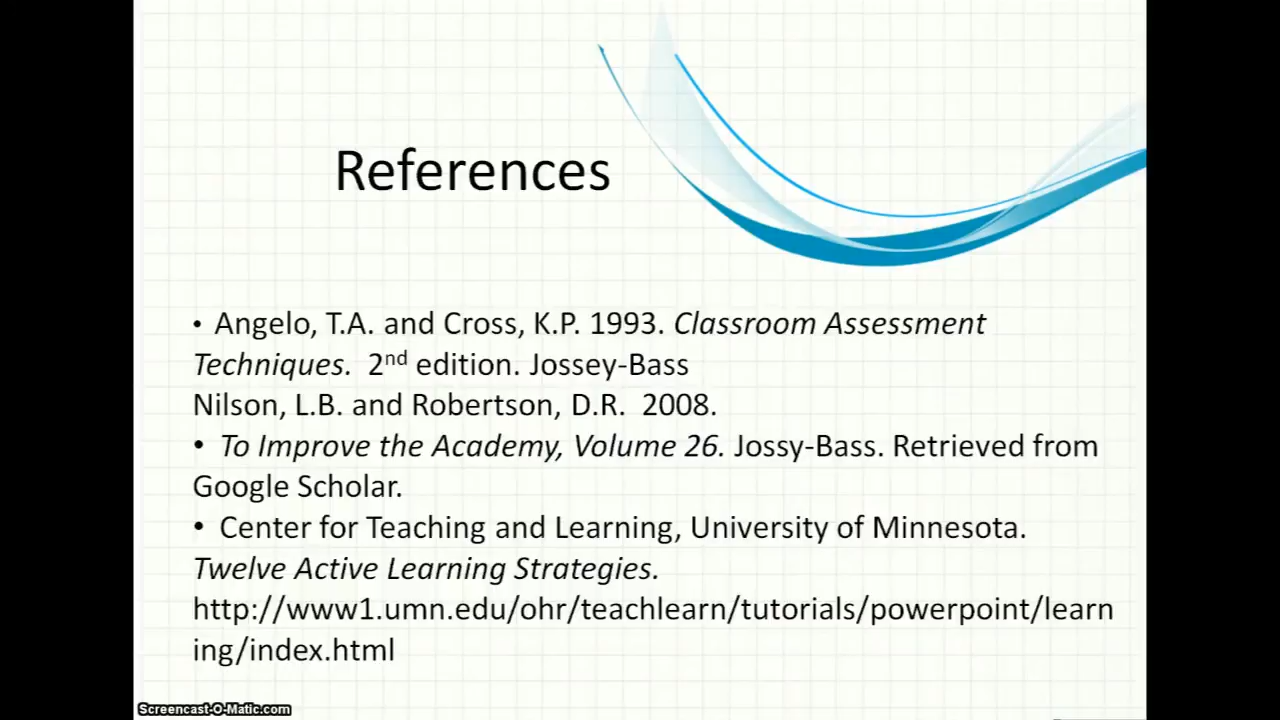 References
• Angelo, T.A. and Cross, K.P. 1993. Classroom Assessment
Techniques. 2nd edition. Jossey-Bass
Nilson, L.B. and Robertson, D.R. 2008.
• To Improve the Academy, Volume 26. Jossy-Bass. Retrieved from
Google Scholar.
• Center for Teaching and Learning, University of Minnesota.
Twelve Active Learning Strategies.
http://www1.umn.edu/ohr/teachlearn/tutorials/powerpoint/learn
ing/index.html
Screencast-O-Matic.com